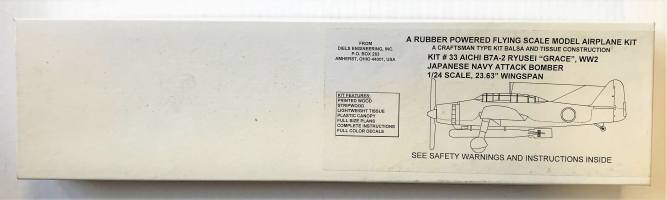 A RUBBER POWERED FLYING SCALE MODEL AIRPLANE KIT
A CRAFTSMAN TYPE KIT BALSA AND TISSUE CONSTRUCTION
KIT # 33 AICHI B7A-2 RYUSEI "GRACE", WW2
JAPANESE NAVY ATTACK BOMBER
1/24 SCALE, 23.63" WINGSPAN
FROM
DIELS ENGINEERING, INC.
P.O. BOX 263
AMHERST, OHIO 44001, USA
KIT FEATURES:
PRINTED WOOD
STRIPWOOD
LIGHTWEIGHT TISSUE
PLASTIC CANOPY
FULL SIZE PLANS
COMPLETE INSTRUCTIONS
FULL COLOR DECALS
SEE SAFETY WARNINGS AND INSTRUCTIONS INSIDE